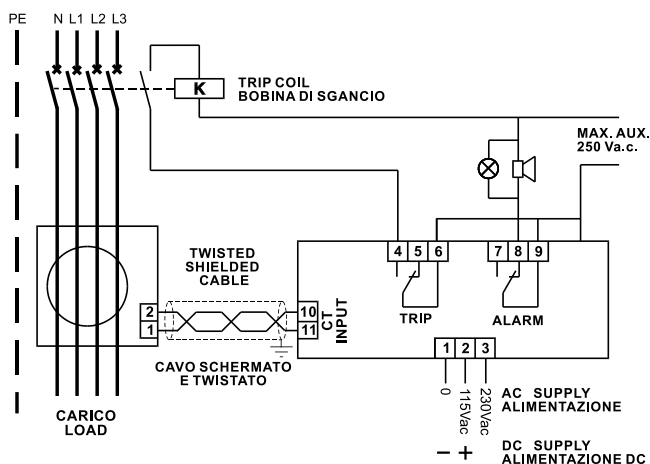 PE N L1 L2 L3
K
TRIP COIL
BOBINA DI SGANCIO
MAX. AUX.
250 Va.c.
4 5 6 7 8 9
TRIP
ALARM
TWISTED
SHIELDED
CABLE
2
1
10
11
CT
INPUT
CAVO SCHERMATO
E TWISTATO
1 2 3
0
115Vac
230Vac
AC SUPPLY
ALIMENTAZIONE
CARICO
LOAD
− +
DC SUPPLY
ALIMENTAZIONE DC